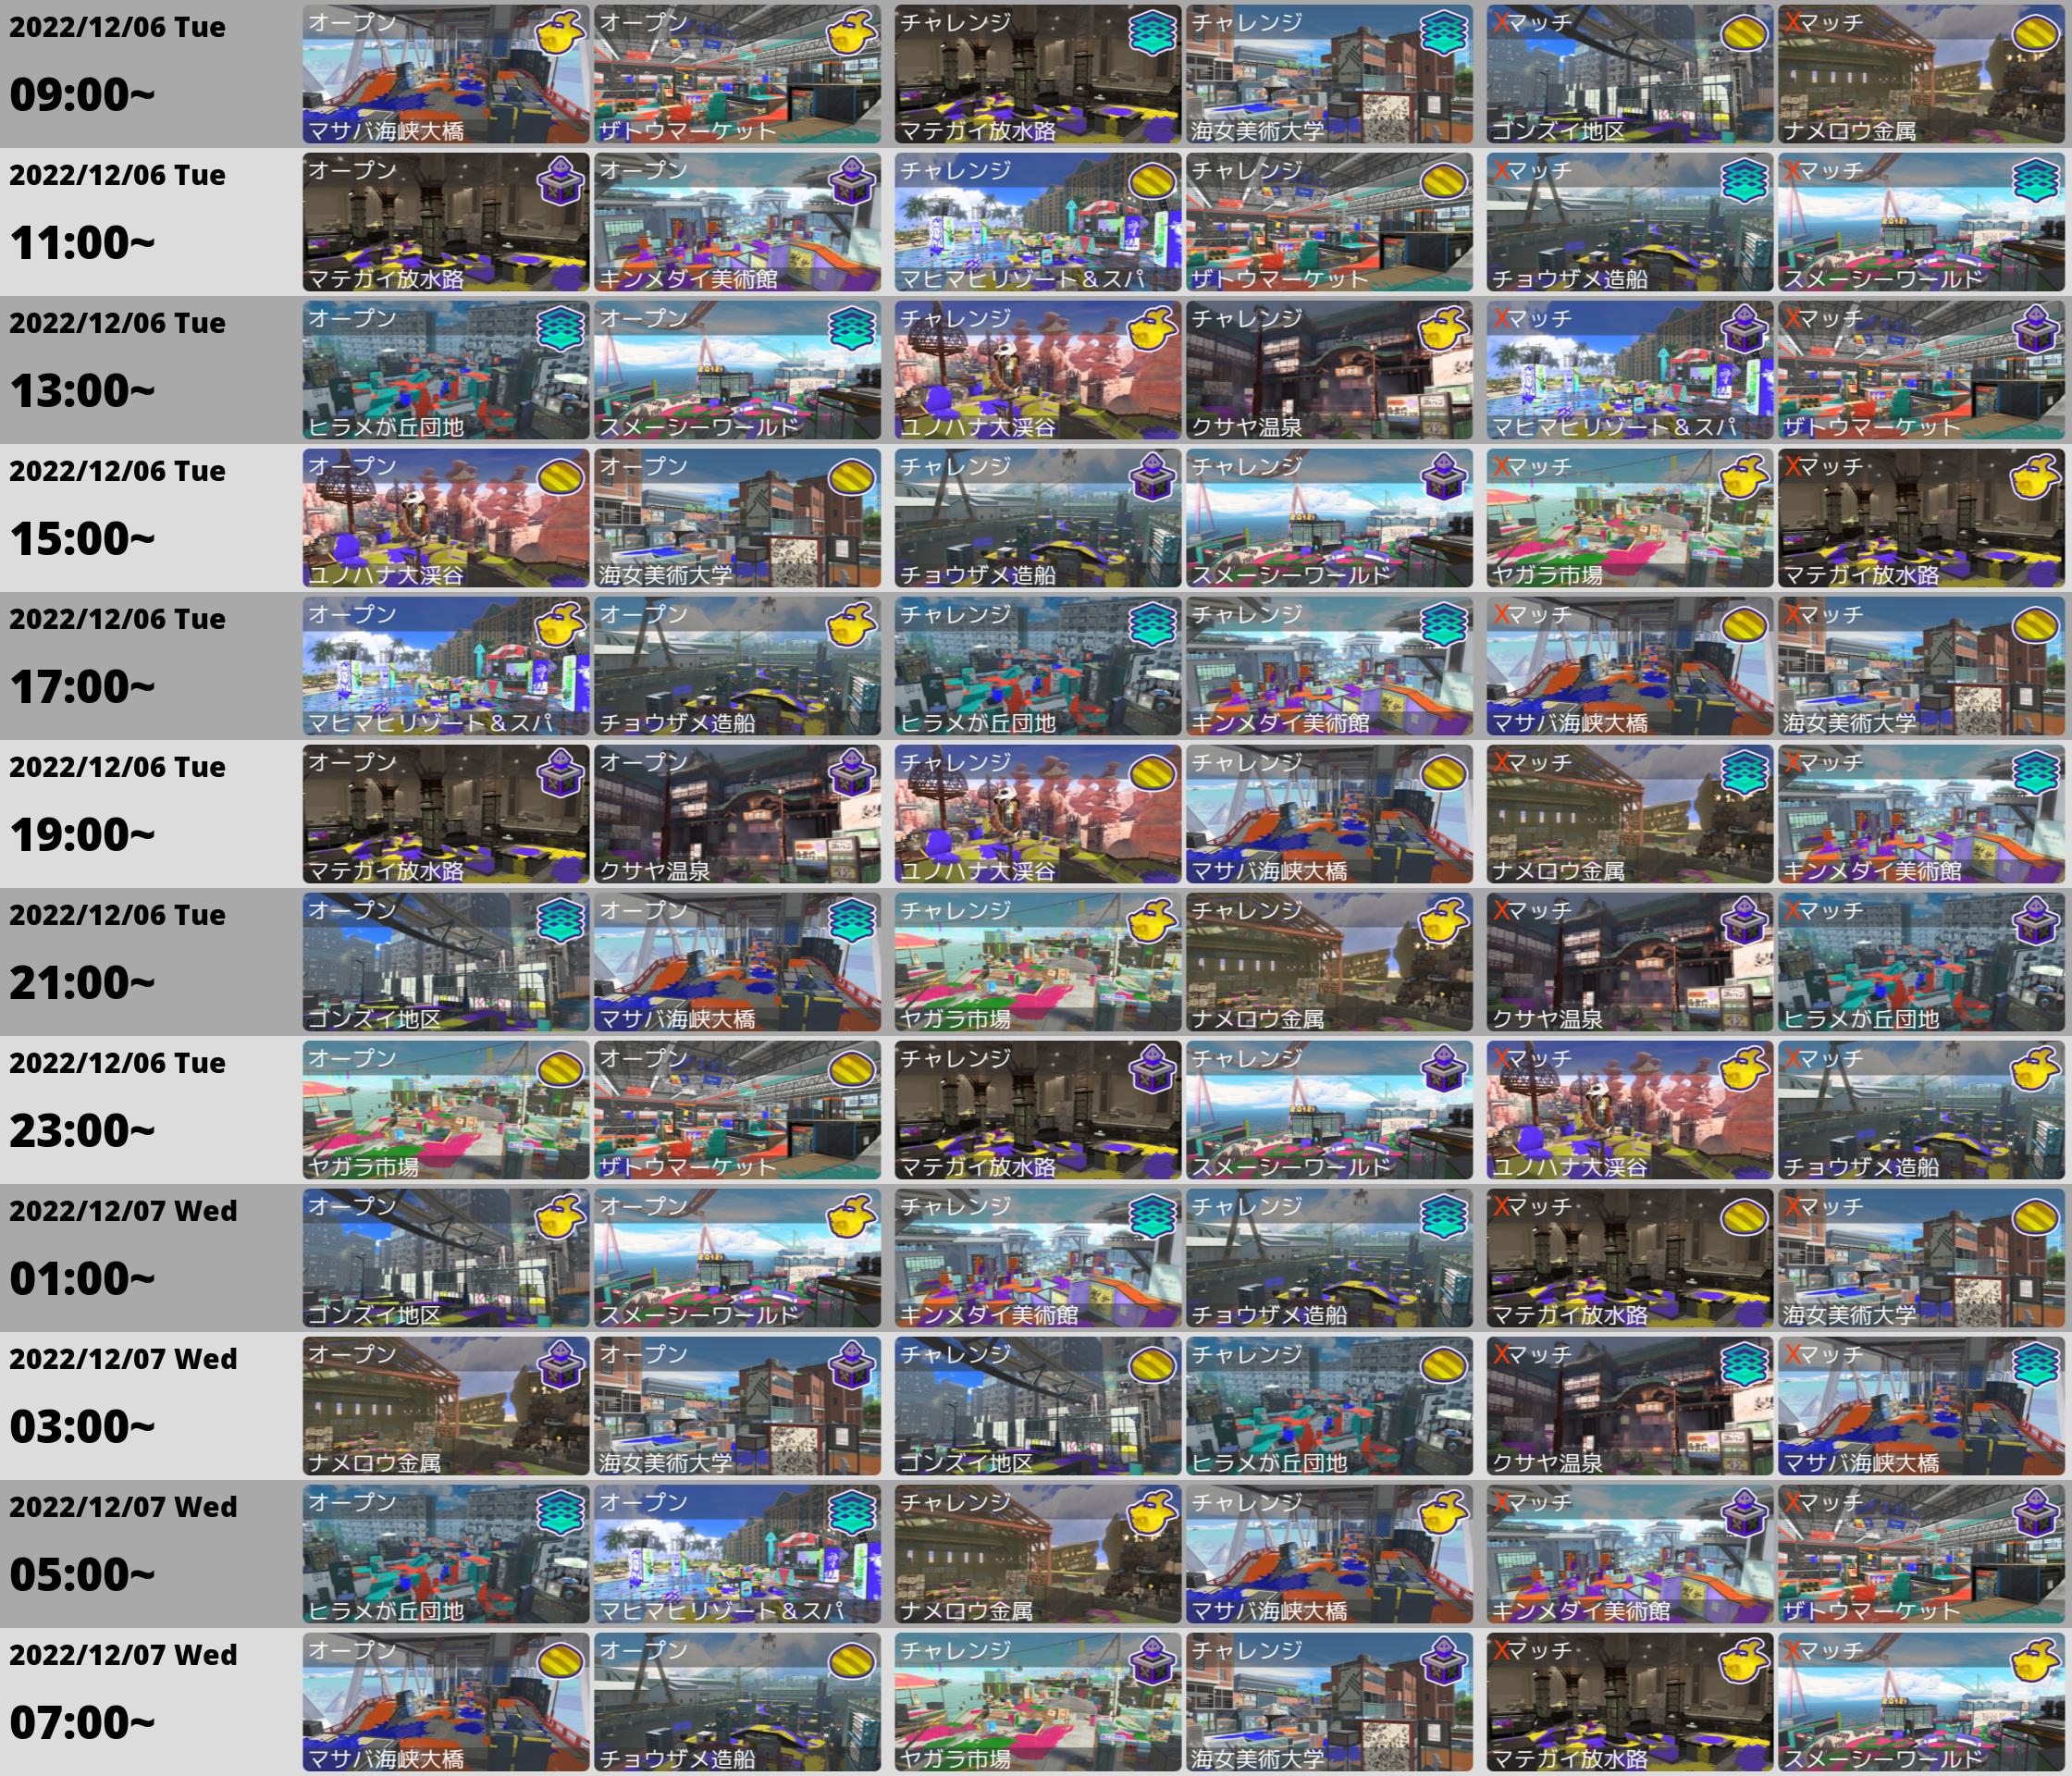 2022/12/06 Tue
09:00~
オープン オープン チャレンジ チャレンジ Xマッチ Xマッチ
マサバ海峡大橋 ザトウマーケット マテガイ放水路 海女美術大学 ゴンズイ地区 ナメロウ金属
2022/12/06 Tue
11:00~
オープン オープン チャレンジ チャレンジ Xマッチ Xマッチ
マテガイ放水路 キンメダイ美術館 マヒマヒリゾート＆スパ ザトウマーケット チョウザメ造船 スメーシーワールド
2022/12/06 Tue
13:00~
オープン オープン チャレンジ チャレンジ Xマッチ Xマッチ
ヒラメが丘団地 スメーシーワールド ユノハナ大渓谷 クサヤ温泉 マヒマヒリゾート＆スパ ザトウマーケット
2022/12/06 Tue
15:00~
オープン オープン チャレンジ チャレンジ Xマッチ Xマッチ
ユノハナ大渓谷 海女美術大学 チョウザメ造船 スメーシーワールド ヤガラ市場 マテガイ放水路
2022/12/06 Tue
17:00~
オープン オープン チャレンジ チャレンジ Xマッチ Xマッチ
マヒマヒリゾート＆スパ チョウザメ造船 ヒラメが丘団地 キンメダイ美術館 マサバ海峡大橋 海女美術大学
2022/12/06 Tue
19:00~
オープン オープン チャレンジ チャレンジ Xマッチ Xマッチ
マテガイ放水路 クサヤ温泉 ユノハナ大渓谷 マサバ海峡大橋 ナメロウ金属 キンメダイ美術館
2022/12/06 Tue
21:00~
オープン オープン チャレンジ チャレンジ Xマッチ Xマッチ
ゴンズイ地区 マサバ海峡大橋 ヤガラ市場 ナメロウ金属 クサヤ温泉 ヒラメが丘団地
2022/12/06 Tue
23:00~
オープン オープン チャレンジ チャレンジ Xマッチ Xマッチ
ヤガラ市場 ザトウマーケット マテガイ放水路 スメーシーワールド ユノハナ大渓谷 チョウザメ造船
2022/12/07 Wed
01:00~
オープン オープン チャレンジ チャレンジ Xマッチ Xマッチ
ゴンズイ地区 スメーシーワールド キンメダイ美術館 チョウザメ造船 マテガイ放水路 海女美術大学
2022/12/07 Wed
03:00~
オープン オープン チャレンジ チャレンジ Xマッチ Xマッチ
ナメロウ金属 海女美術大学 ゴンズイ地区 ヒラメが丘団地 クサヤ温泉 マサバ海峡大橋
2022/12/07 Wed
05:00~
オープン オープン チャレンジ チャレンジ Xマッチ Xマッチ
ヒラメが丘団地 マヒマヒリゾート＆スパ ナメロウ金属 マサバ海峡大橋 キンメダイ美術館 ザトウマーケット
2022/12/07 Wed
07:00~
オープン オープン チャレンジ チャレンジ Xマッチ Xマッチ
マサバ海峡大橋 チョウザメ造船 ヤガラ市場 海女美術大学 マテガイ放水路 スメーシーワールド